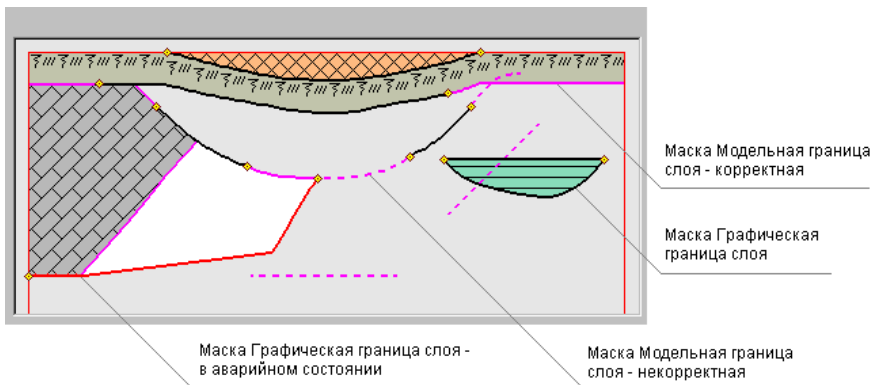 Маска Модельная граница
слоя - корректная
Маска Графическая
граница слоя
Маска Графическая граница слоя -
в аварийном состоянии
Маска Модельная граница
слоя - некорректная